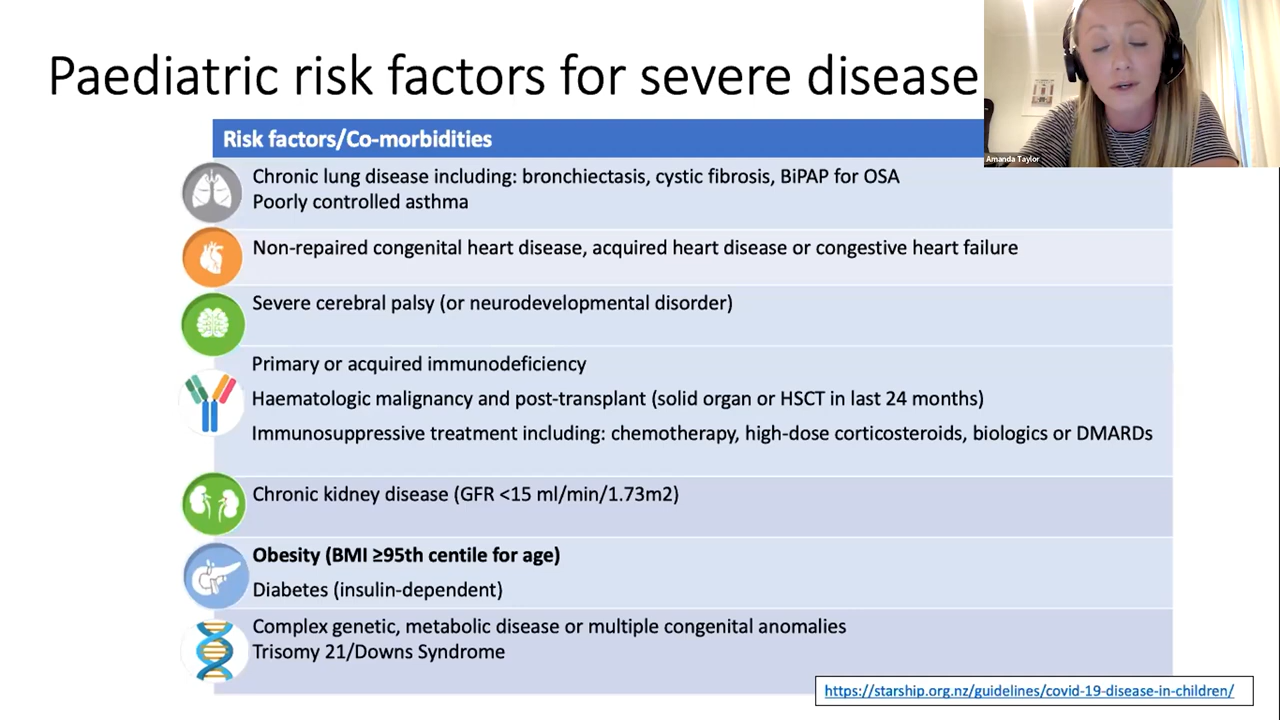 Paediatric risk factors for severe disease
Amanda Taylor
Risk factors/Co-morbidities
Chronic lung disease including: bronchiectasis, cystic fibrosis, BiPAP for OSA
Poorly controlled asthma
Non-repaired congenital heart disease, acquired heart disease or congestive heart failure
Severe cerebral palsy (or neurodevelopmental disorder)
Primary or acquired immunodeficiency
Haematologic malignancy and post-transplant (solid organ or HSCT in last 24 months)
Immunosuppressive treatment including: chemotherapy, high-dose corticosteroids, biologics or DMARDs
Chronic kidney disease (GFR <15 ml/min/1.73m2)
Obesity (BMI ≥95th centile for age)
Diabetes (insulin-dependent)
Complex genetic, metabolic disease or multiple congenital anomalies
Trisomy 21/Downs Syndrome
https://starship.org.nz/guidelines/covid-19-disease-in-children/